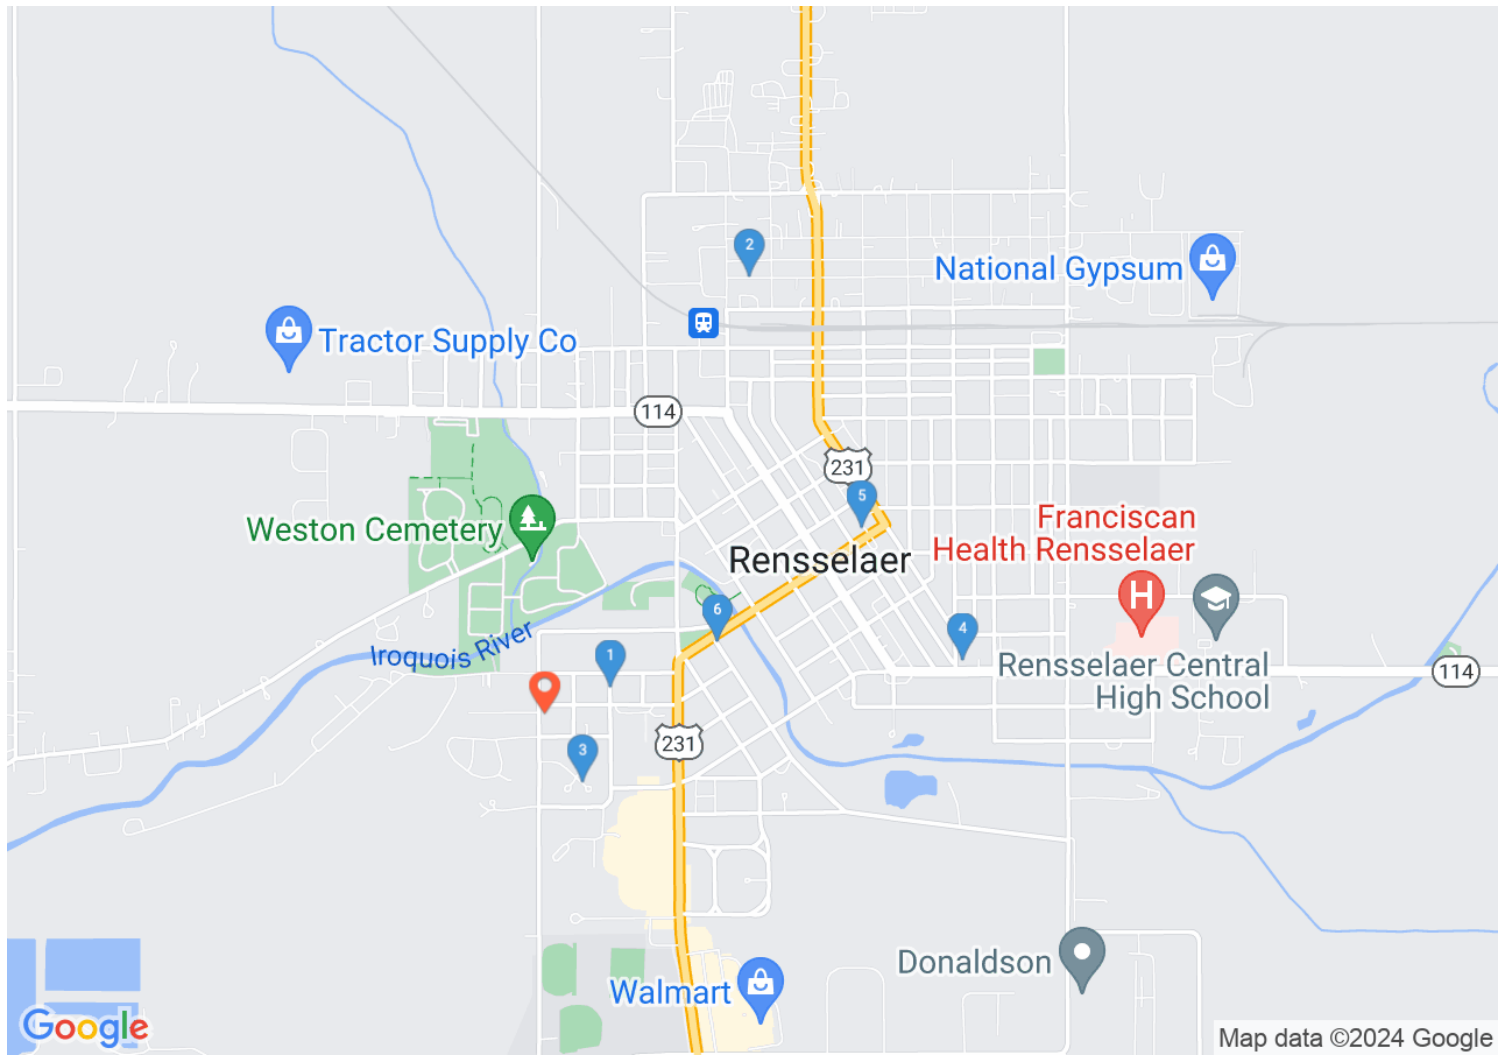 2
National Gypsum
Tractor Supply Co
114
231
5
Franciscan
Health Rensselaer
Weston Cemetery
Rensselaer
H
6
4
Iroquois River
1
Rensselaer Central
High School
114
231
3
Donaldson
Walmart
Google
Map data ©2024 Google